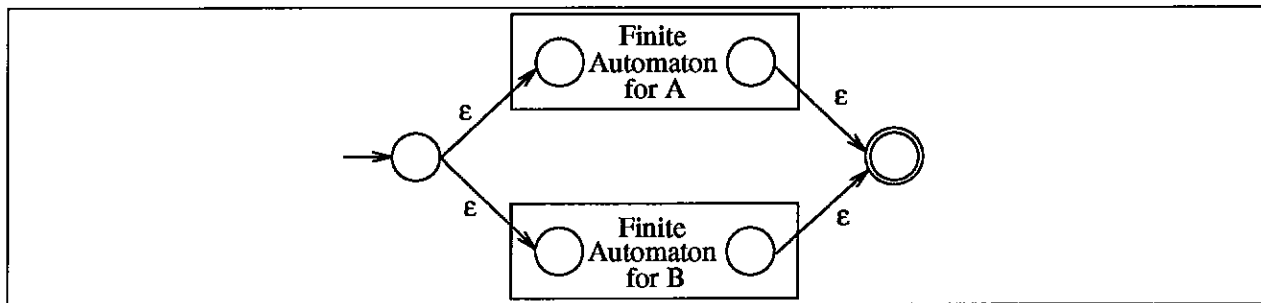 Finite
Automaton
for A
ε
ε
ε
ε
Finite
Automaton
for B